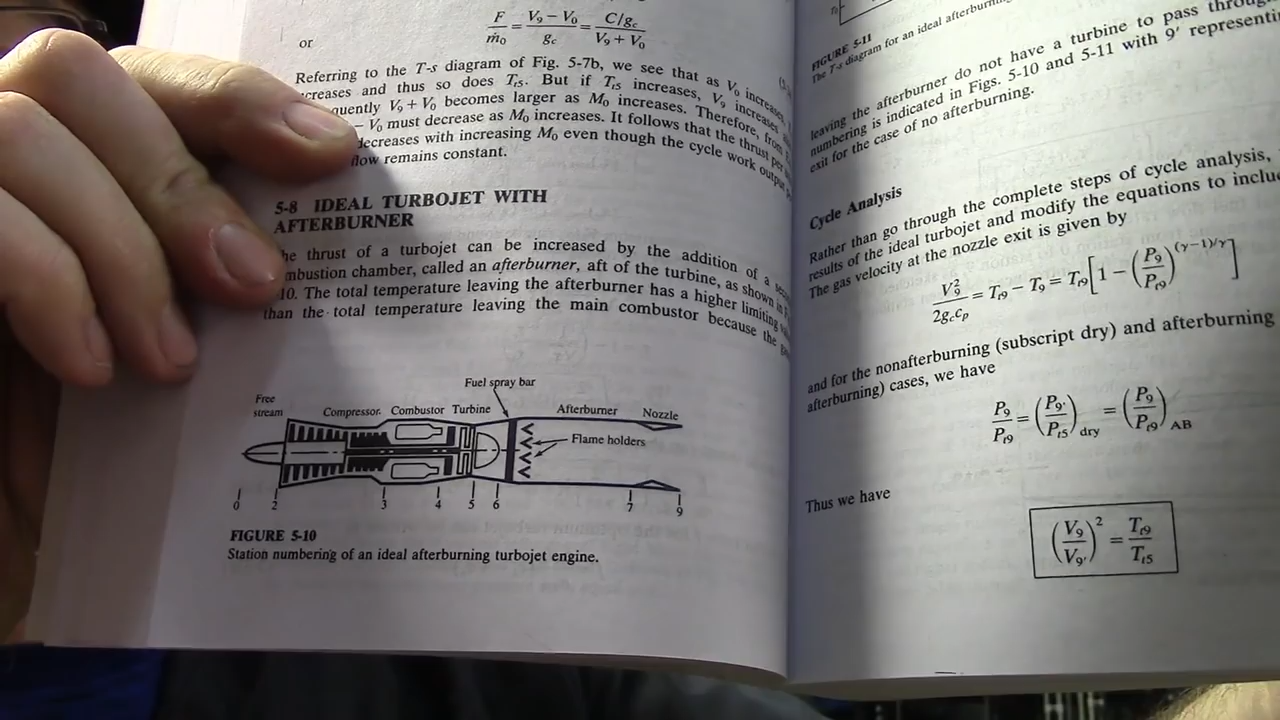 F/ṁ0 = (V9 − V0)/gc = (C/gc)/(V9 + V0)
or
Referring to the T-s diagram of Fig. 5-7b, we see that as V0
and thus so does Tt5. But if Tt5 increases, V9
V9 + V0 becomes larger as M0 increases. Therefore, from
− V0 must decrease as M0 increases. It follows that the thrust per
decreases with increasing M0 even though the cycle work output
flow remains constant.
5-8 IDEAL TURBOJET WITH
AFTERBURNER
thrust of a turbojet can be increased by the addition of a
combustion chamber, called an afterburner, aft of the turbine, as shown in
10. The total temperature leaving the afterburner has a higher limiting
than the total temperature leaving the main combustor because the
Fuel spray bar
Free
stream
Compressor Combustor Turbine Afterburner Nozzle
Flame holders
0 2 3 4 5 6 7 9
FIGURE 5-10
Station numbering of an ideal afterburning turbojet engine.
FIGURE 5-11
The T-s diagram for an ideal
leaving the afterburner do not have a turbine to pass
numbering is indicated in Figs. 5-10 and 5-11 with 9′
exit for the case of no afterburning.
Cycle Analysis
Rather than go through the complete steps of cycle analysis,
results of the ideal turbojet and modify the equations to
The gas velocity at the nozzle exit is given by
V9²/(2gc cp) = Tt9 − T9 = Tt9[1 − (P9/Pt9)^((γ−1)/γ)]
and for the nonafterburning (subscript dry) and afterburning
afterburning) cases, we have
P9/Pt9 = (P9′/Pt5)dry = (P9/Pt9)AB
Thus we have
(V9/V9′)² = Tt9/Tt5